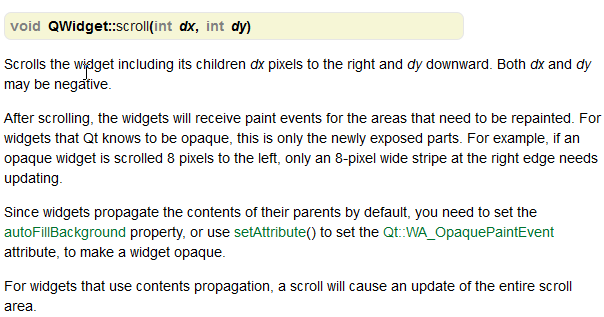 void QWidget::scroll(int dx, int dy)
Scrolls the widget including its children dx pixels to the right and dy downward. Both dx and dy
may be negative.
After scrolling, the widgets will receive paint events for the areas that need to be repainted. For
widgets that Qt knows to be opaque, this is only the newly exposed parts. For example, if an
opaque widget is scrolled 8 pixels to the left, only an 8-pixel wide stripe at the right edge needs
updating.
Since widgets propagate the contents of their parents by default, you need to set the
autoFillBackground property, or use setAttribute() to set the Qt::WA_OpaquePaintEvent
attribute, to make a widget opaque.
For widgets that use contents propagation, a scroll will cause an update of the entire scroll
area.